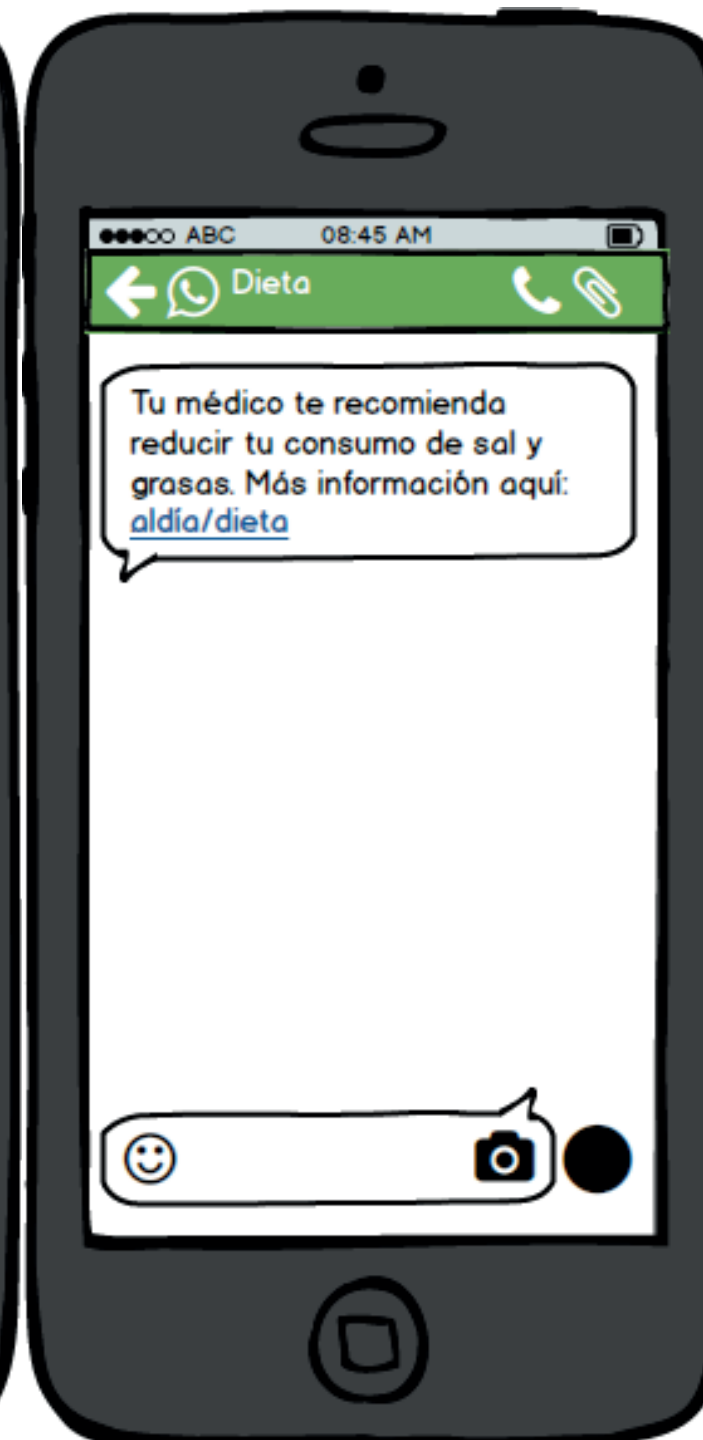 ABC 08:45 AM
Dieta
Tu médico te recomienda
reducir tu consumo de sal y
grasas. Más información aquí:
aldía/dieta